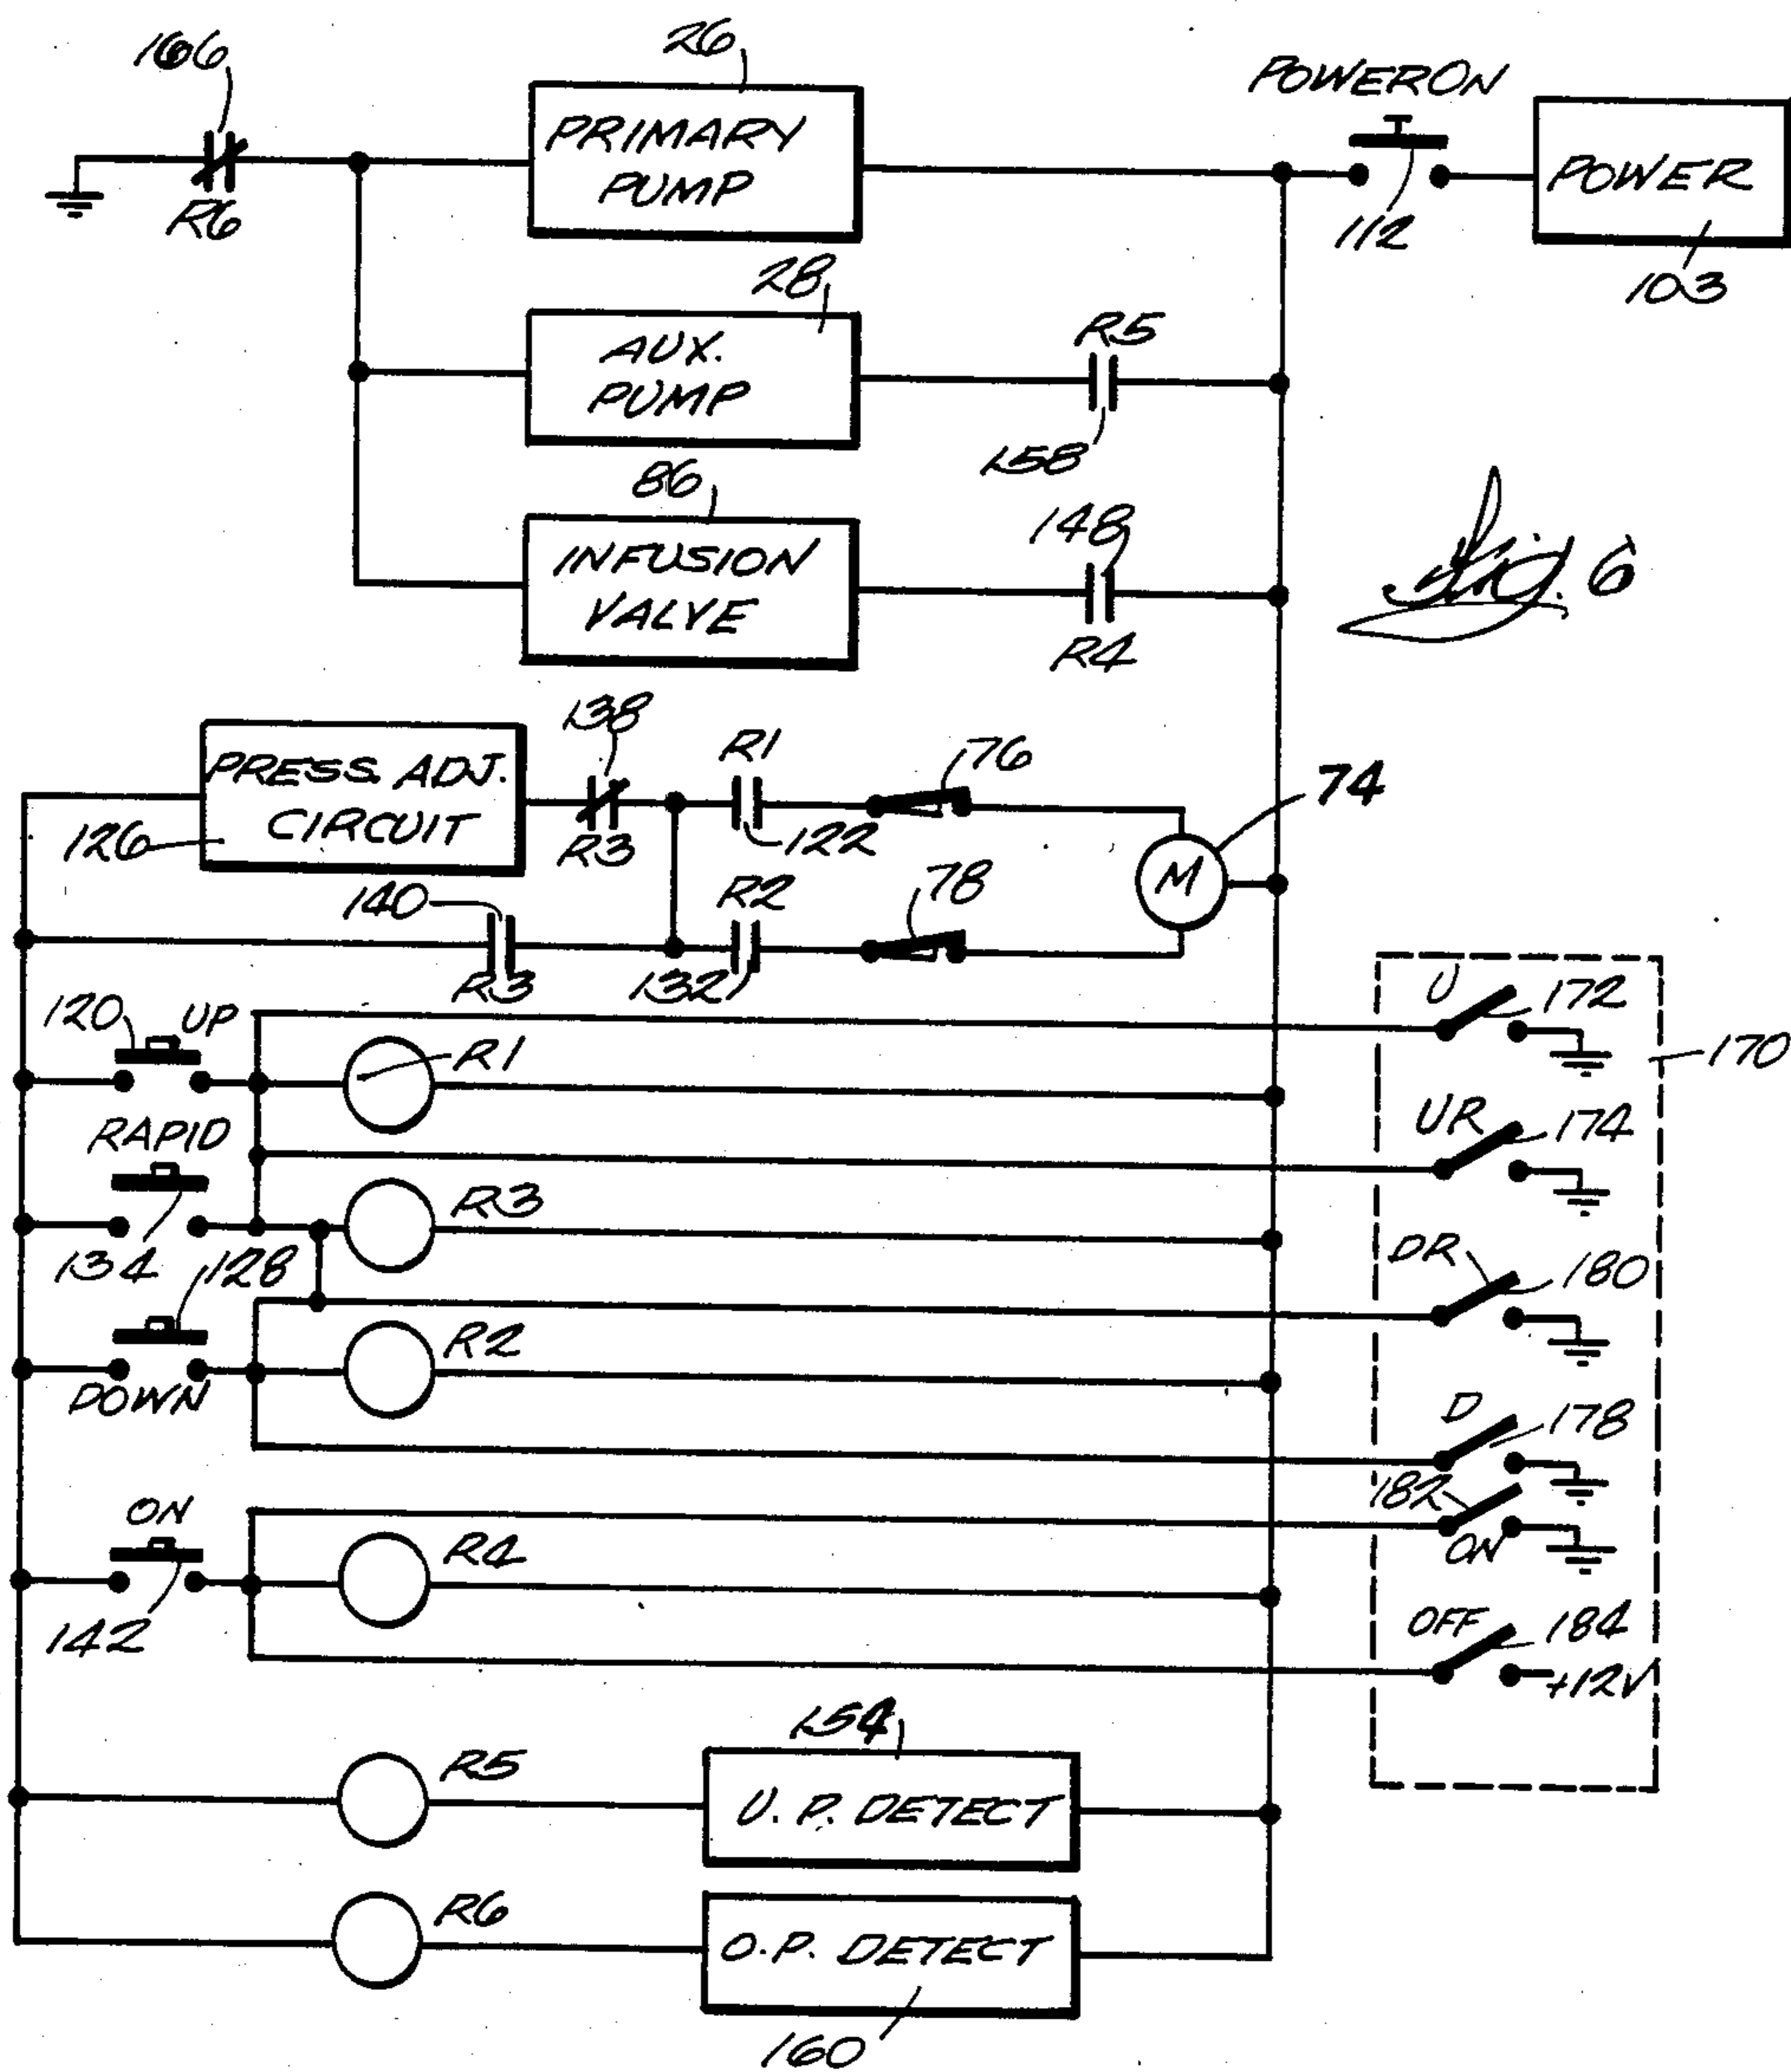 166
26
POWER ON
PRIMARY
PUMP
POWER
R6
112
103
28
AUX.
PUMP
R5
158
86
INFUSION
VALVE
148
R4
Fig. 6
PRESS. ADJ.
CIRCUIT
126
138
R3
R1
122
76
74
M
140
R3
R2
132
78
120
UP
R1
U
172
170
RAPID
134
R3
UR
174
128
DOWN
R2
DR
180
D
178
ON
142
R4
182
ON
OFF
184
+12V
R5
154
U.P. DETECT
R6
O.P. DETECT
160